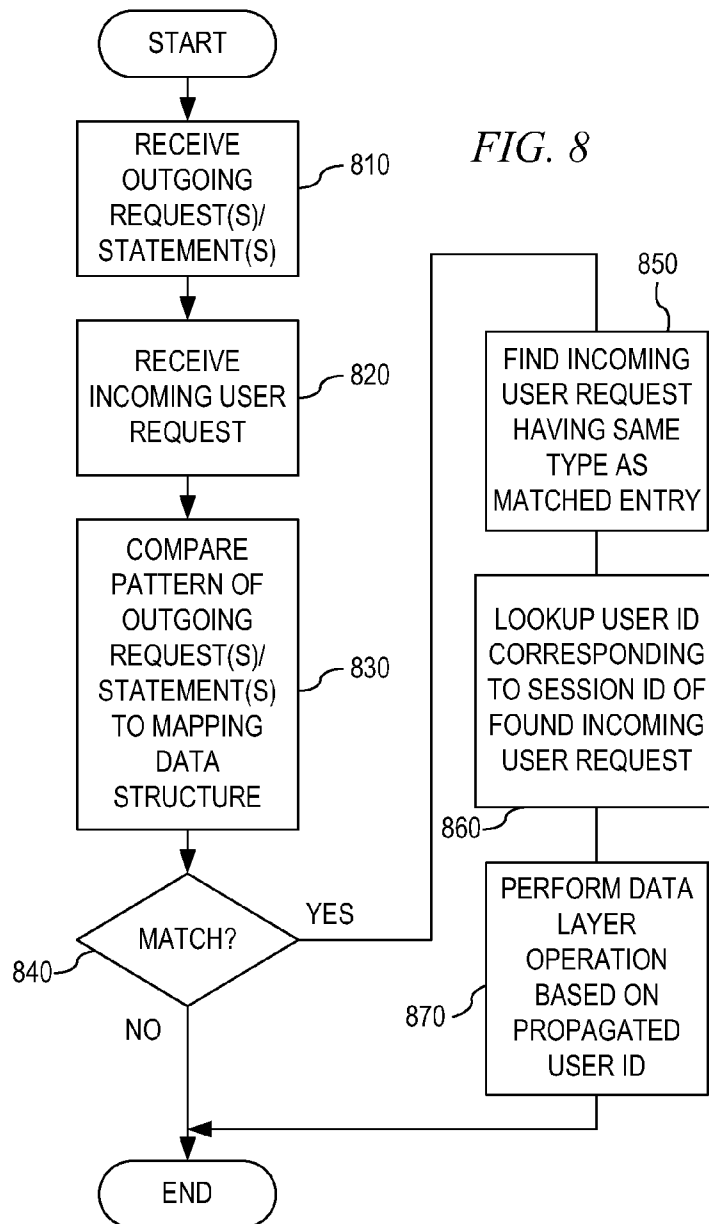 START
RECEIVE
OUTGOING
REQUEST(S)/
STATEMENT(S)
810
FIG. 8
RECEIVE
INCOMING USER
REQUEST
820
COMPARE
PATTERN OF
OUTGOING
REQUEST(S)/
STATEMENT(S)
TO MAPPING
DATA
STRUCTURE
830
MATCH?
840
YES
NO
850
FIND INCOMING
USER REQUEST
HAVING SAME
TYPE AS
MATCHED ENTRY
LOOKUP USER ID
CORRESPONDING
TO SESSION ID OF
FOUND INCOMING
USER REQUEST
860
PERFORM DATA
LAYER
OPERATION
BASED ON
PROPAGATED
USER ID
870
END